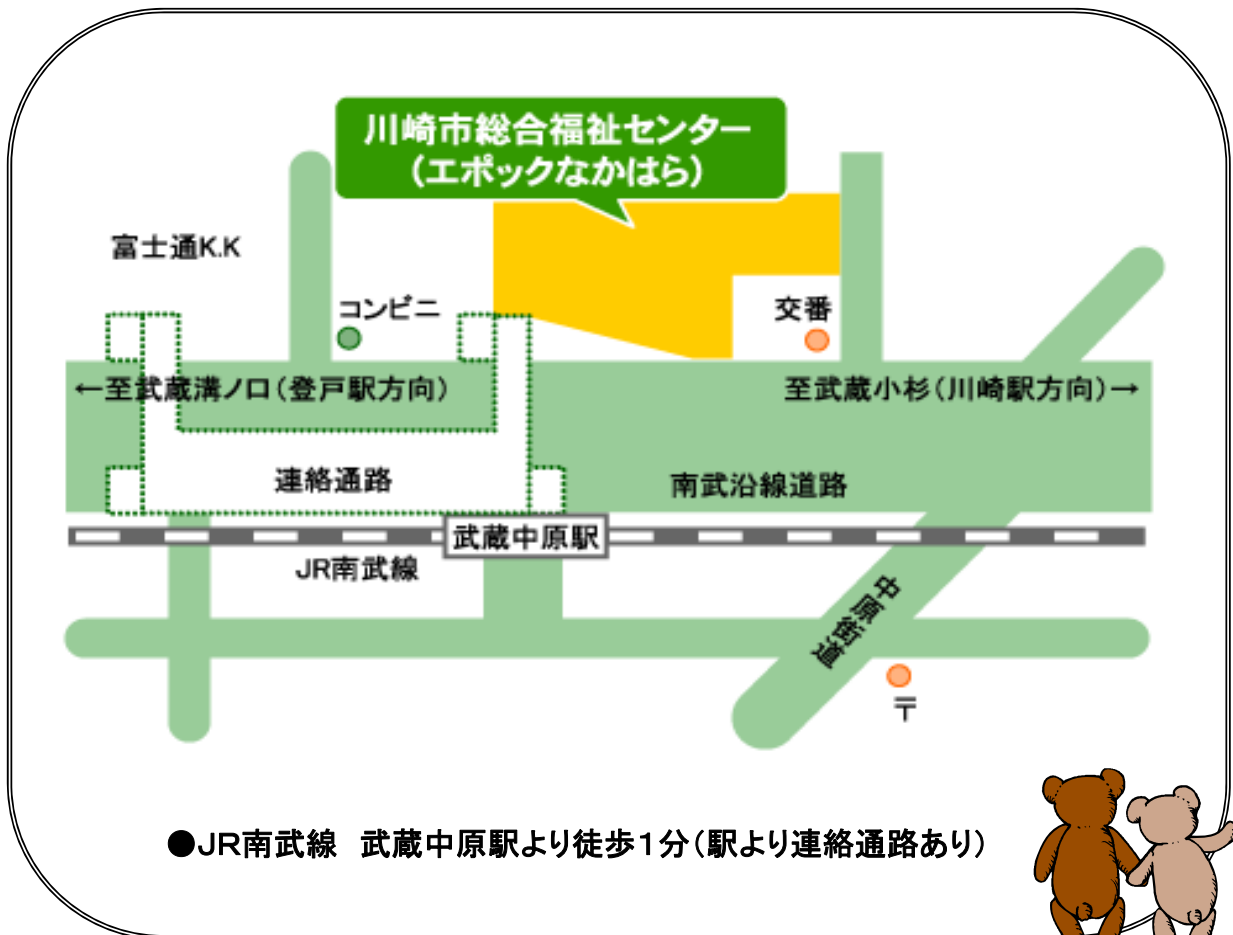 川崎市総合福祉センター
(エポックなかはら)
富士通K.K
コンビニ
交番
←至武蔵溝ノ口(登戸駅方向)
至武蔵小杉(川崎駅方向)→
連絡通路
南武沿線道路
武蔵中原駅
JR南武線
中原街道
〒
●JR南武線 武蔵中原駅より徒歩1分(駅より連絡通路あり)